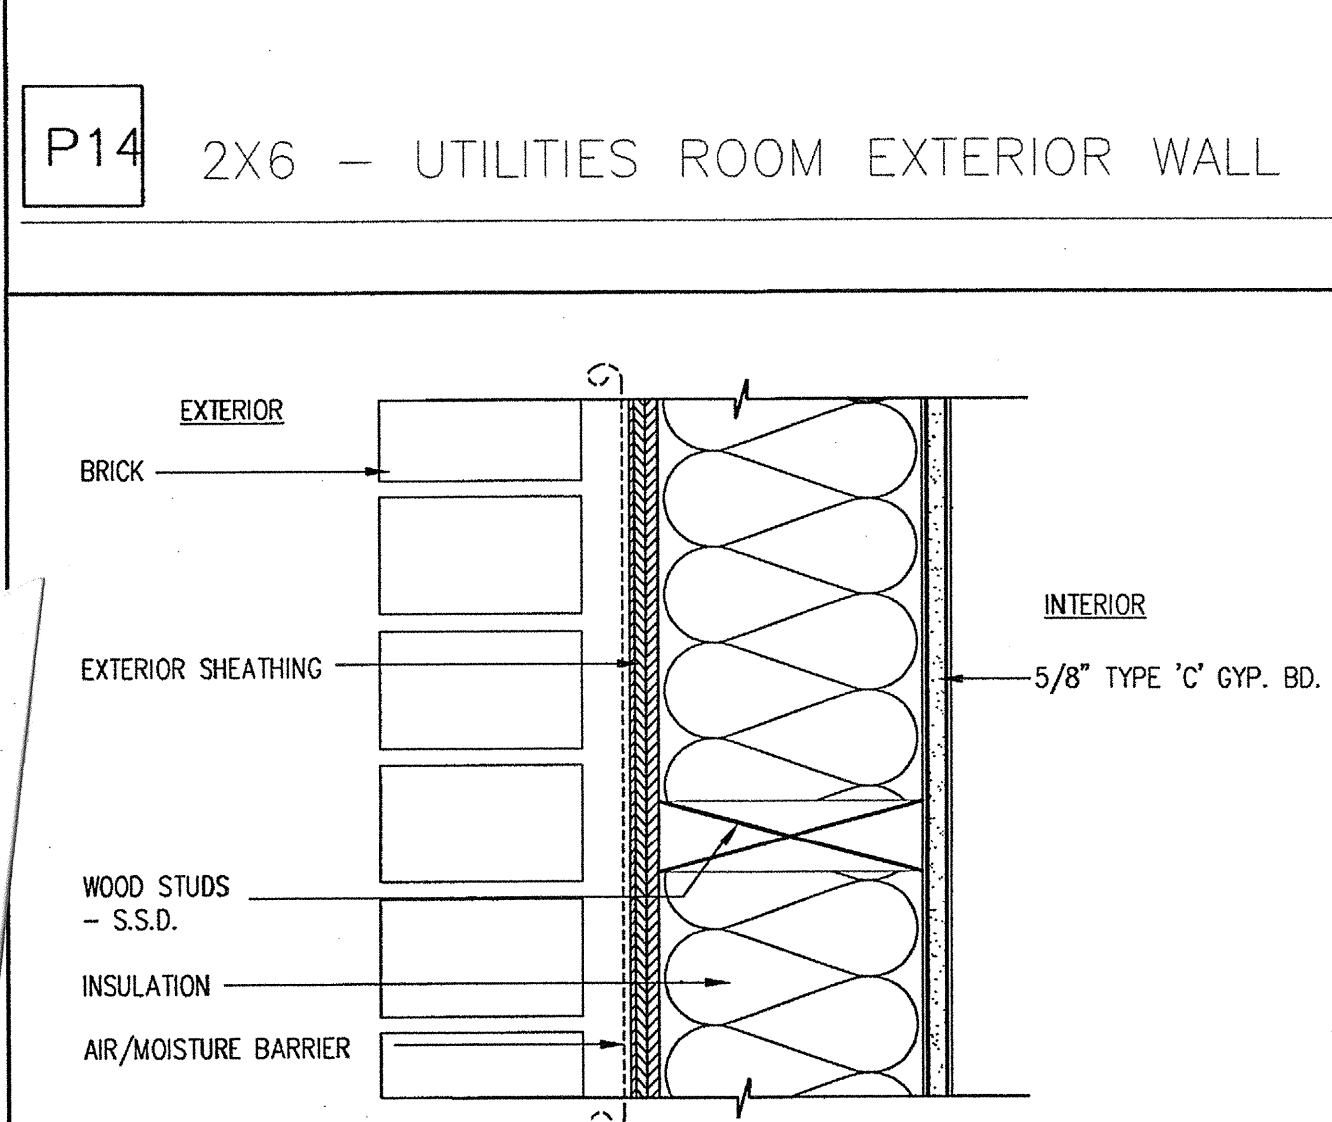 P14
2X6 - UTILITIES ROOM EXTERIOR WALL
EXTERIOR
BRICK
INTERIOR
EXTERIOR SHEATHING
5/8" TYPE 'C' GYP. BD.
WOOD STUDS
- S.S.D.
INSULATION
AIR/MOISTURE BARRIER